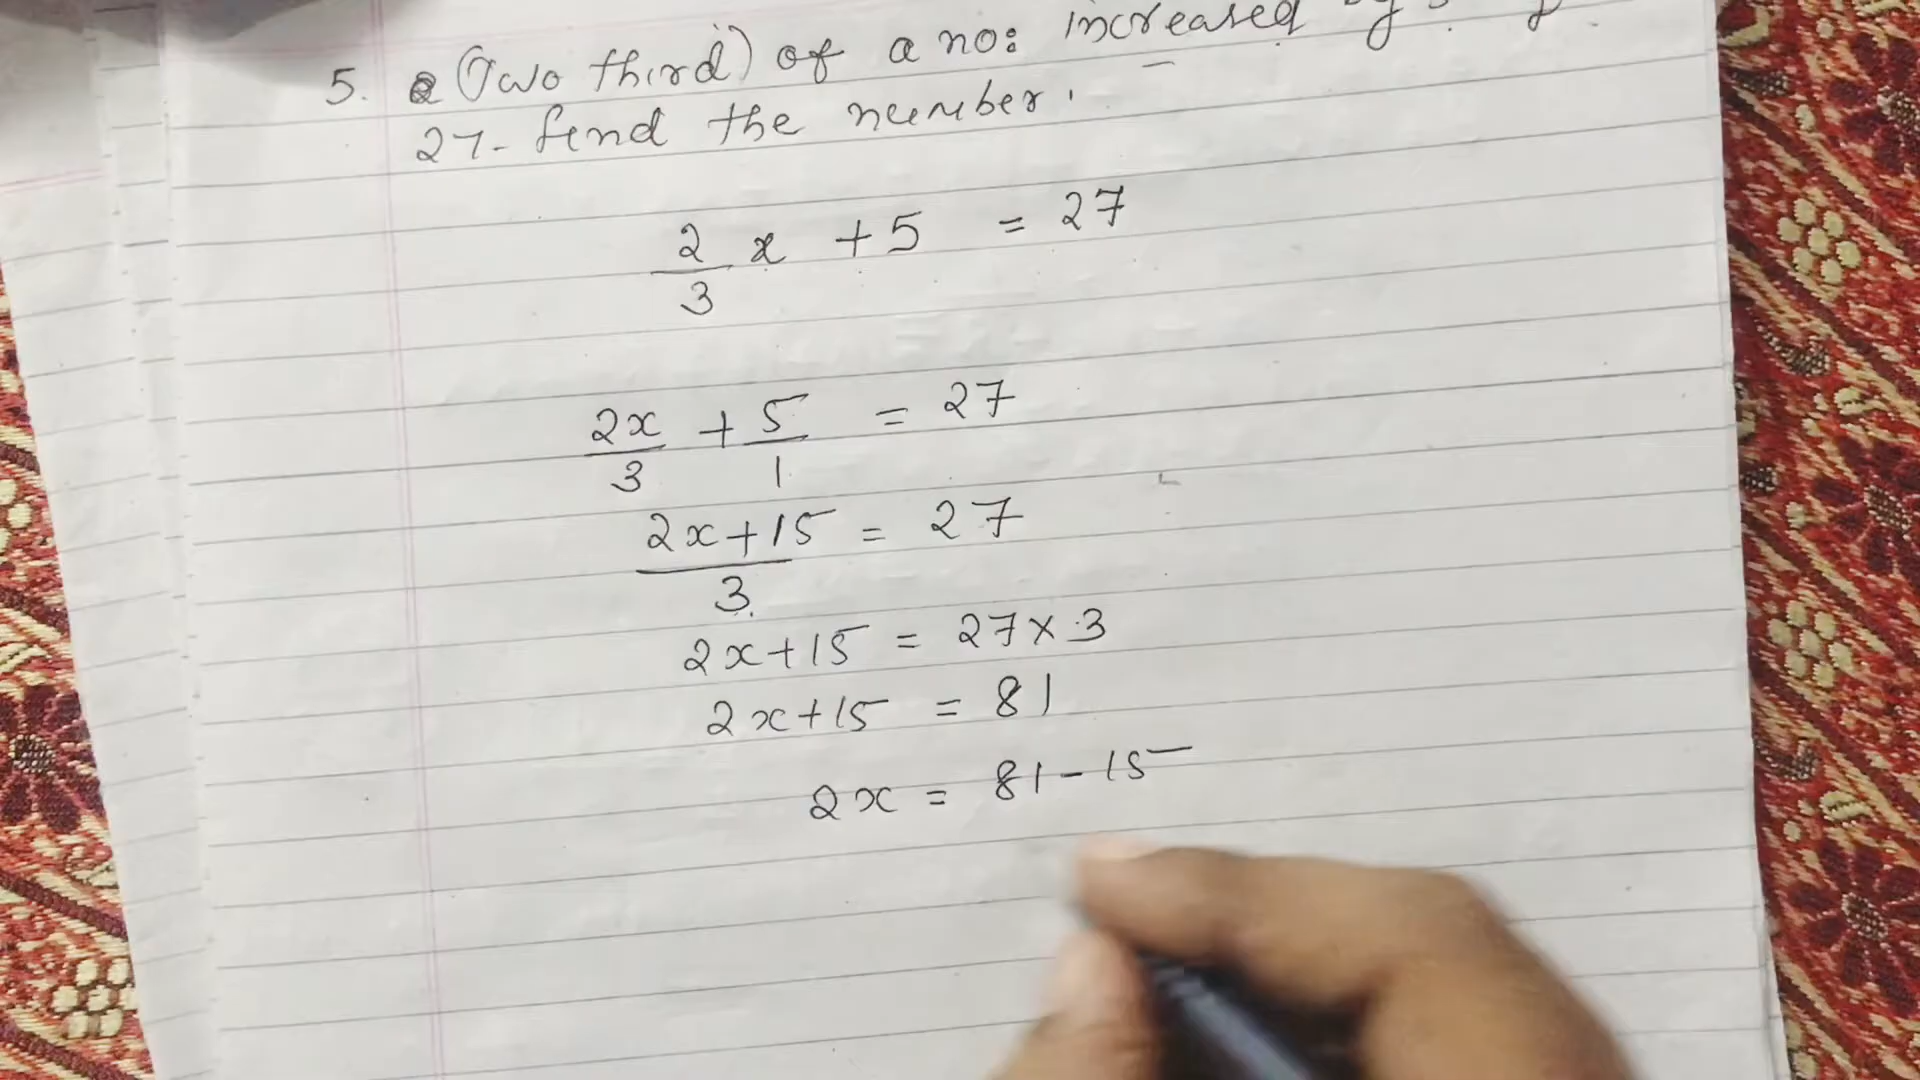 5. (Two third) of a no: increased
27. find the number.
2/3 x + 5 = 27
2x/3 + 5/1 = 27
2x+15/3 = 27
2x+15 = 27 x 3
2x+15 = 81
2x = 81 - 15